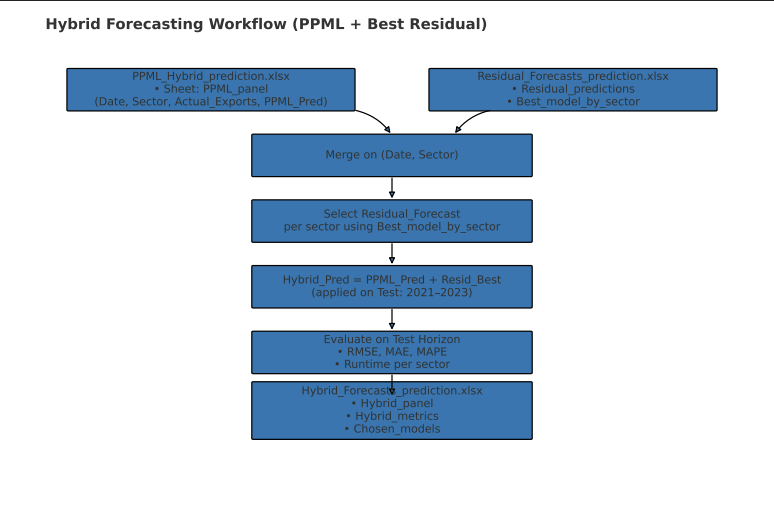 Hybrid Forecasting Workflow (PPML + Best Residual)
PPML_Hybrid_prediction.xlsx
• Sheet: PPML_panel
(Date, Sector, Actual_Exports, PPML_Pred)
Residual_Forecasts_prediction.xlsx
• Residual_predictions
• Best_model_by_sector
Merge on (Date, Sector)
Select Residual_Forecast
per sector using Best_model_by_sector
Hybrid_Pred = PPML_Pred + Resid_Best
(applied on Test: 2021–2023)
Evaluate on Test Horizon
• RMSE, MAE, MAPE
• Runtime per sector
Hybrid_Forecasts_prediction.xlsx
• Hybrid_panel
• Hybrid_metrics
• Chosen_models